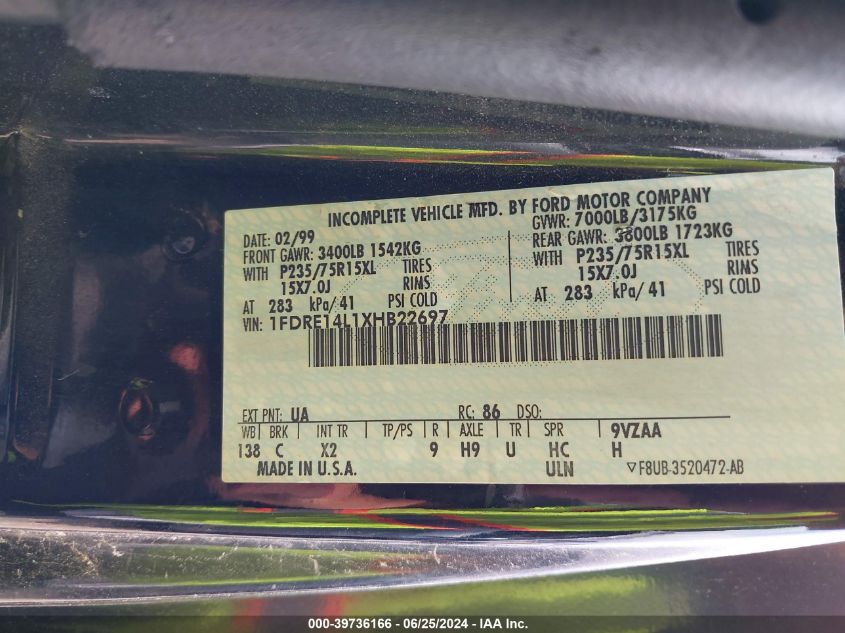 INCOMPLETE VEHICLE MFD. BY FORD MOTOR COMPANY
DATE: 02/99 GVWR: 7000LB/3175KG
FRONT GAWR: 3400LB 1542KG REAR GAWR: 3800LB 1723KG
WITH P235/75R15XL TIRES WITH P235/75R15XL TIRES
15X7.0J RIMS 15X7.0J RIMS
AT 283 kPa/41 PSI COLD AT 283 kPa/41 PSI COLD
VIN: 1FDRE14L1XHB22697
EXT PNT: UA RC: 86 DSO:
WB BRK INT TR TP/PS R AXLE TR SPR 9VZAA
138 C X2 9 H9 U HC H
MADE IN U.S.A. ULN ▽F8UB-3520472-AB
000-39736166 - 06/25/2024 - IAA Inc.